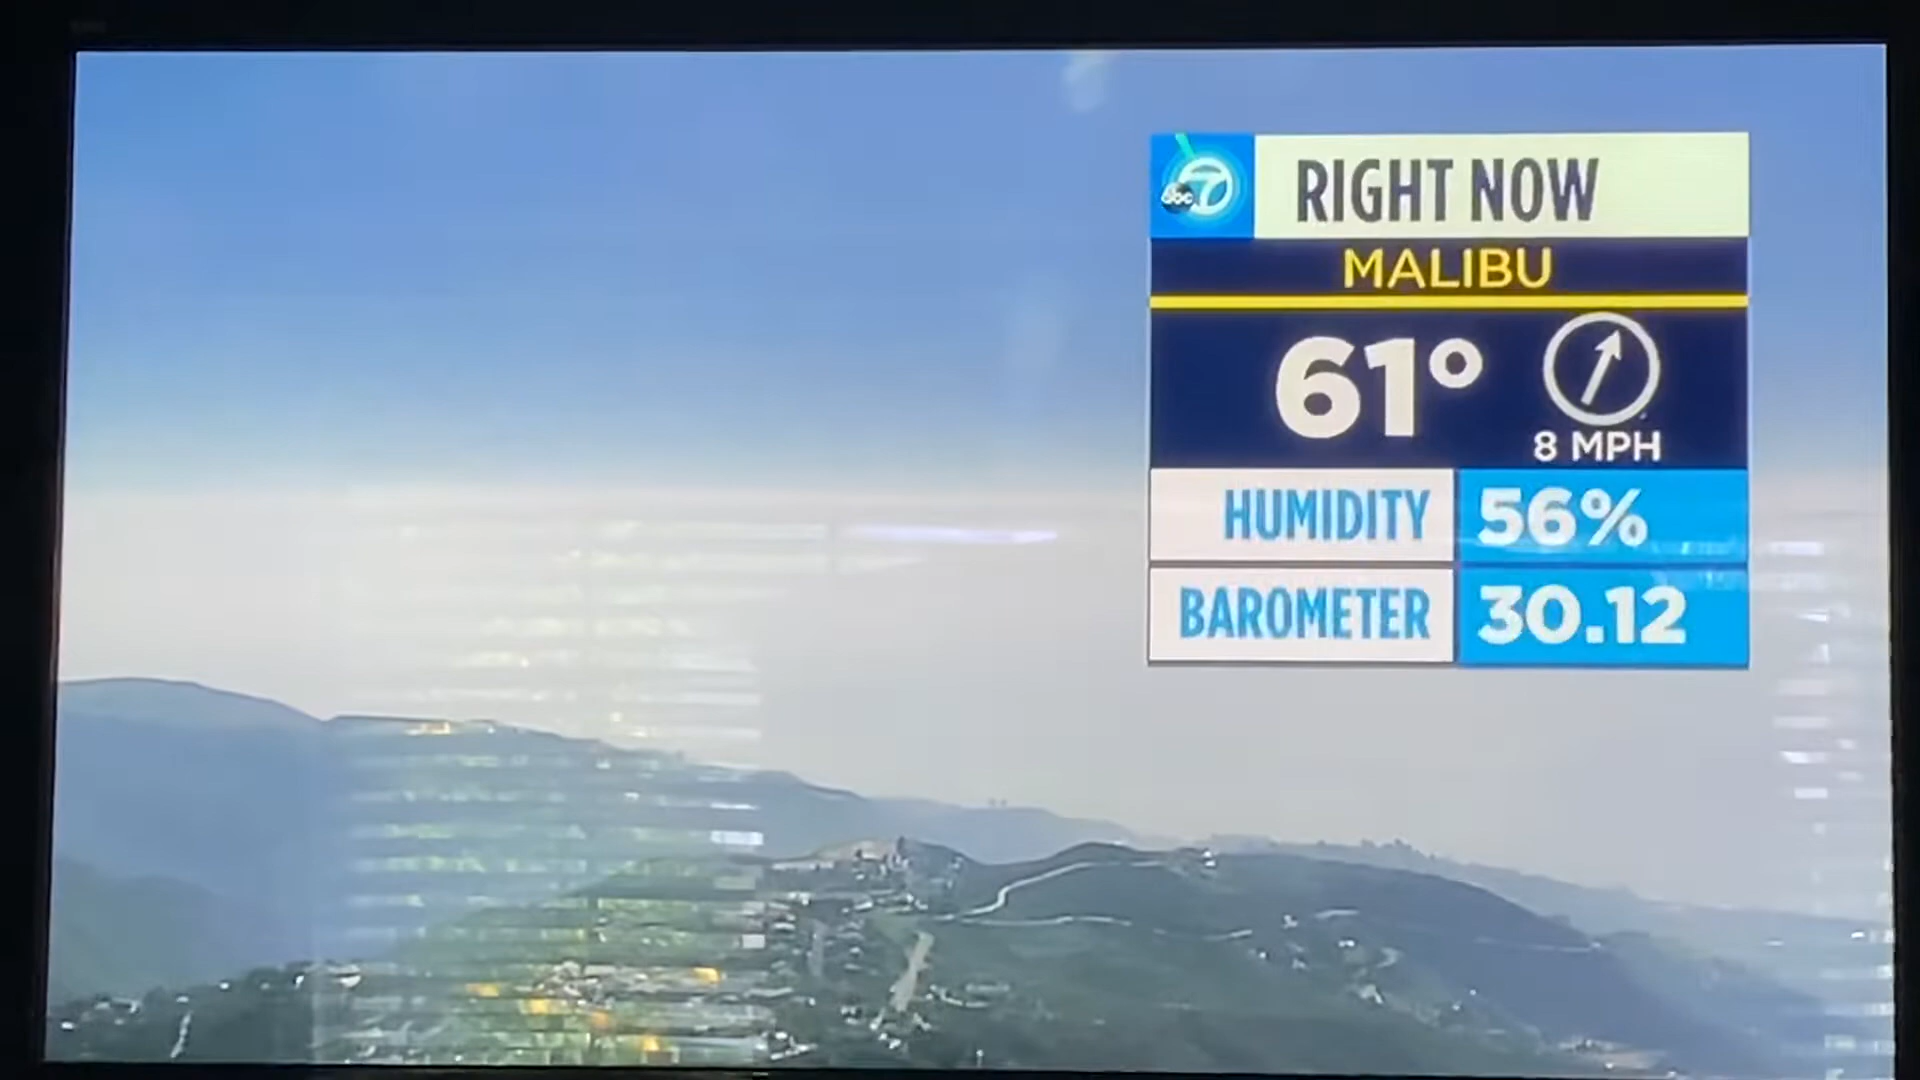 abc 7
RIGHT NOW
MALIBU
61°
8 MPH
HUMIDITY 56%
BAROMETER 30.12